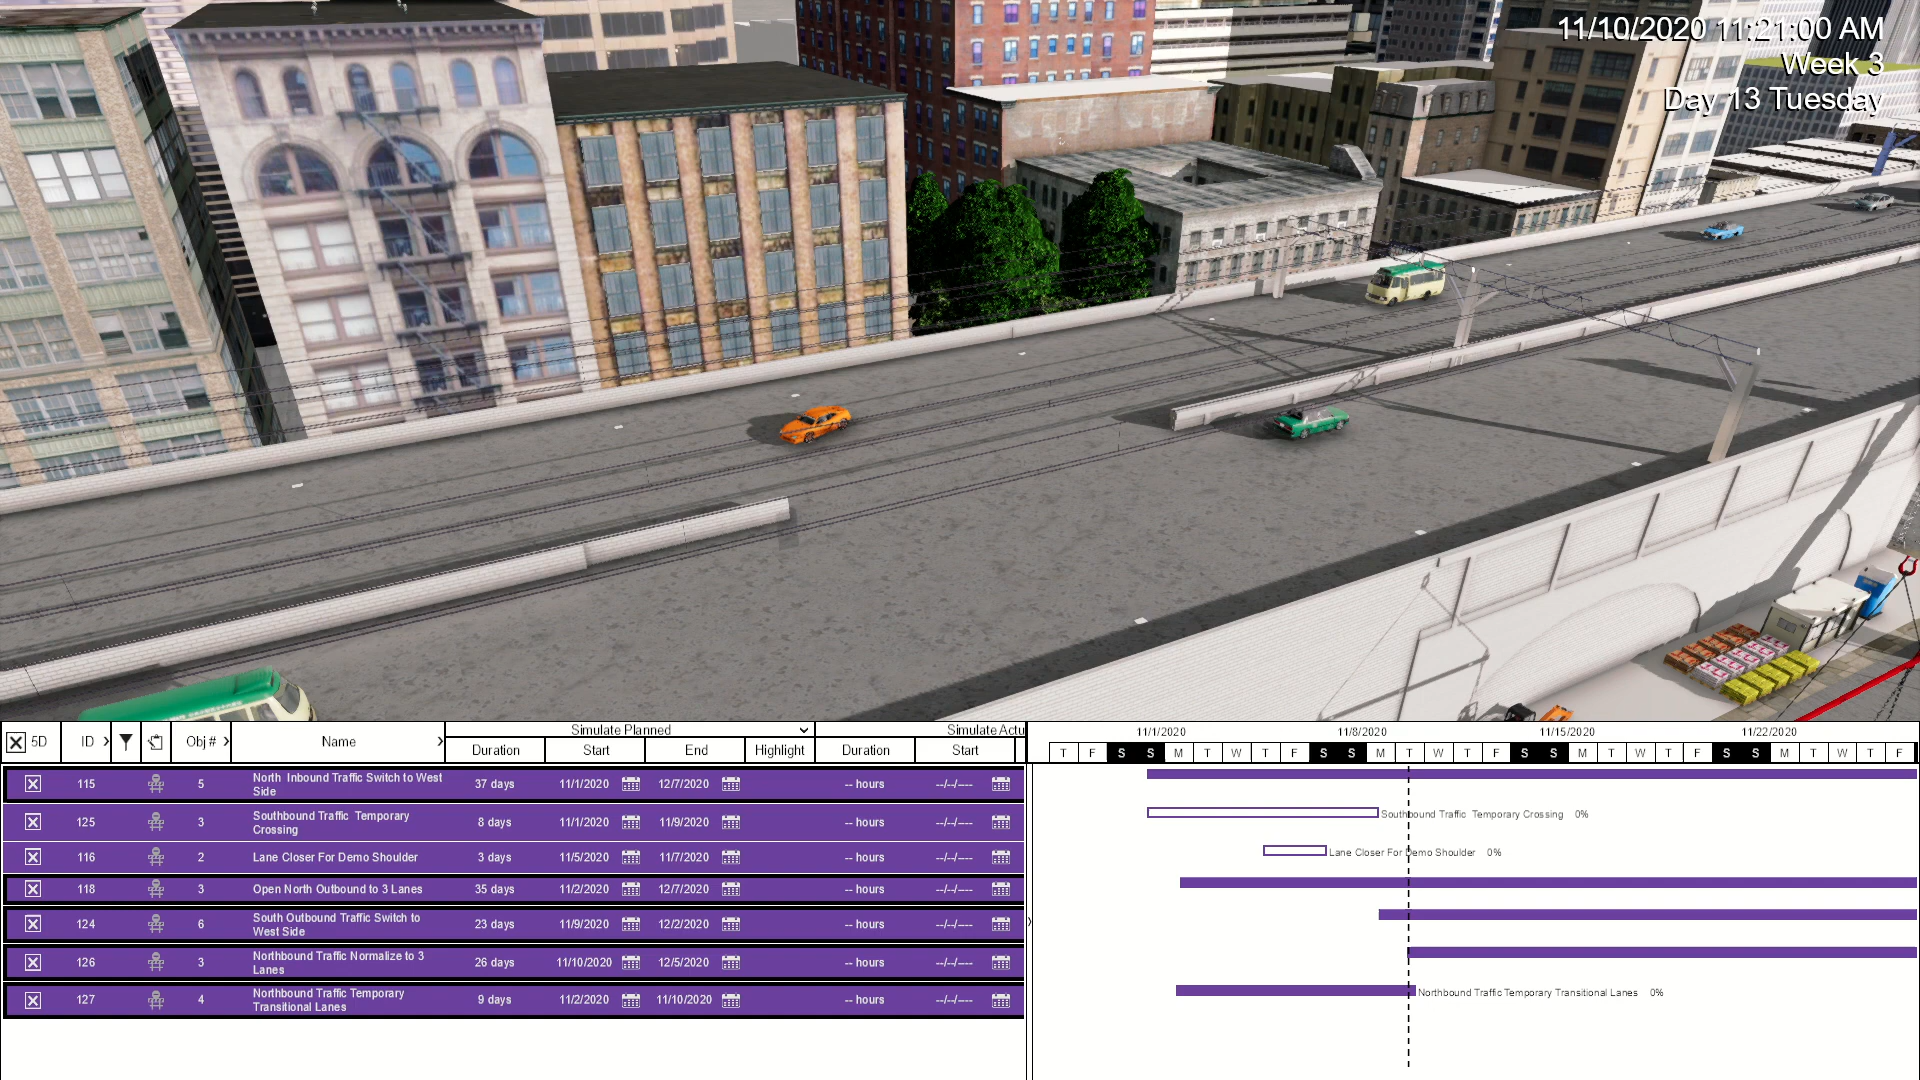 11/10/2020 11:21:00 AM
Week 3
Day 13 Tuesday
5D ID > Obj # > Name > Simulate Planned Simulate Actu
Duration Start End Highlight Duration Start
11/1/2020 11/8/2020 11/15/2020 11/22/2020
T F S S M T W T F S S M T W T F S S M T W T F S S M T W T F
115 5 North Inbound Traffic Switch to West Side 37 days 11/1/2020 12/7/2020 -- hours --/--/----
125 3 Southbound Traffic Temporary Crossing 8 days 11/1/2020 11/9/2020 -- hours --/--/----
Southbound Traffic Temporary Crossing 0%
116 2 Lane Closer For Demo Shoulder 3 days 11/5/2020 11/7/2020 -- hours --/--/----
Lane Closer For Demo Shoulder 0%
118 3 Open North Outbound to 3 Lanes 35 days 11/2/2020 12/7/2020 -- hours --/--/----
124 6 South Outbound Traffic Switch to West Side 23 days 11/9/2020 12/2/2020 -- hours --/--/----
126 3 Northbound Traffic Normalize to 3 Lanes 26 days 11/10/2020 12/5/2020 -- hours --/--/----
127 4 Northbound Traffic Temporary Transitional Lanes 9 days 11/2/2020 11/10/2020 -- hours --/--/----
Northbound Traffic Temporary Transitional Lanes 0%